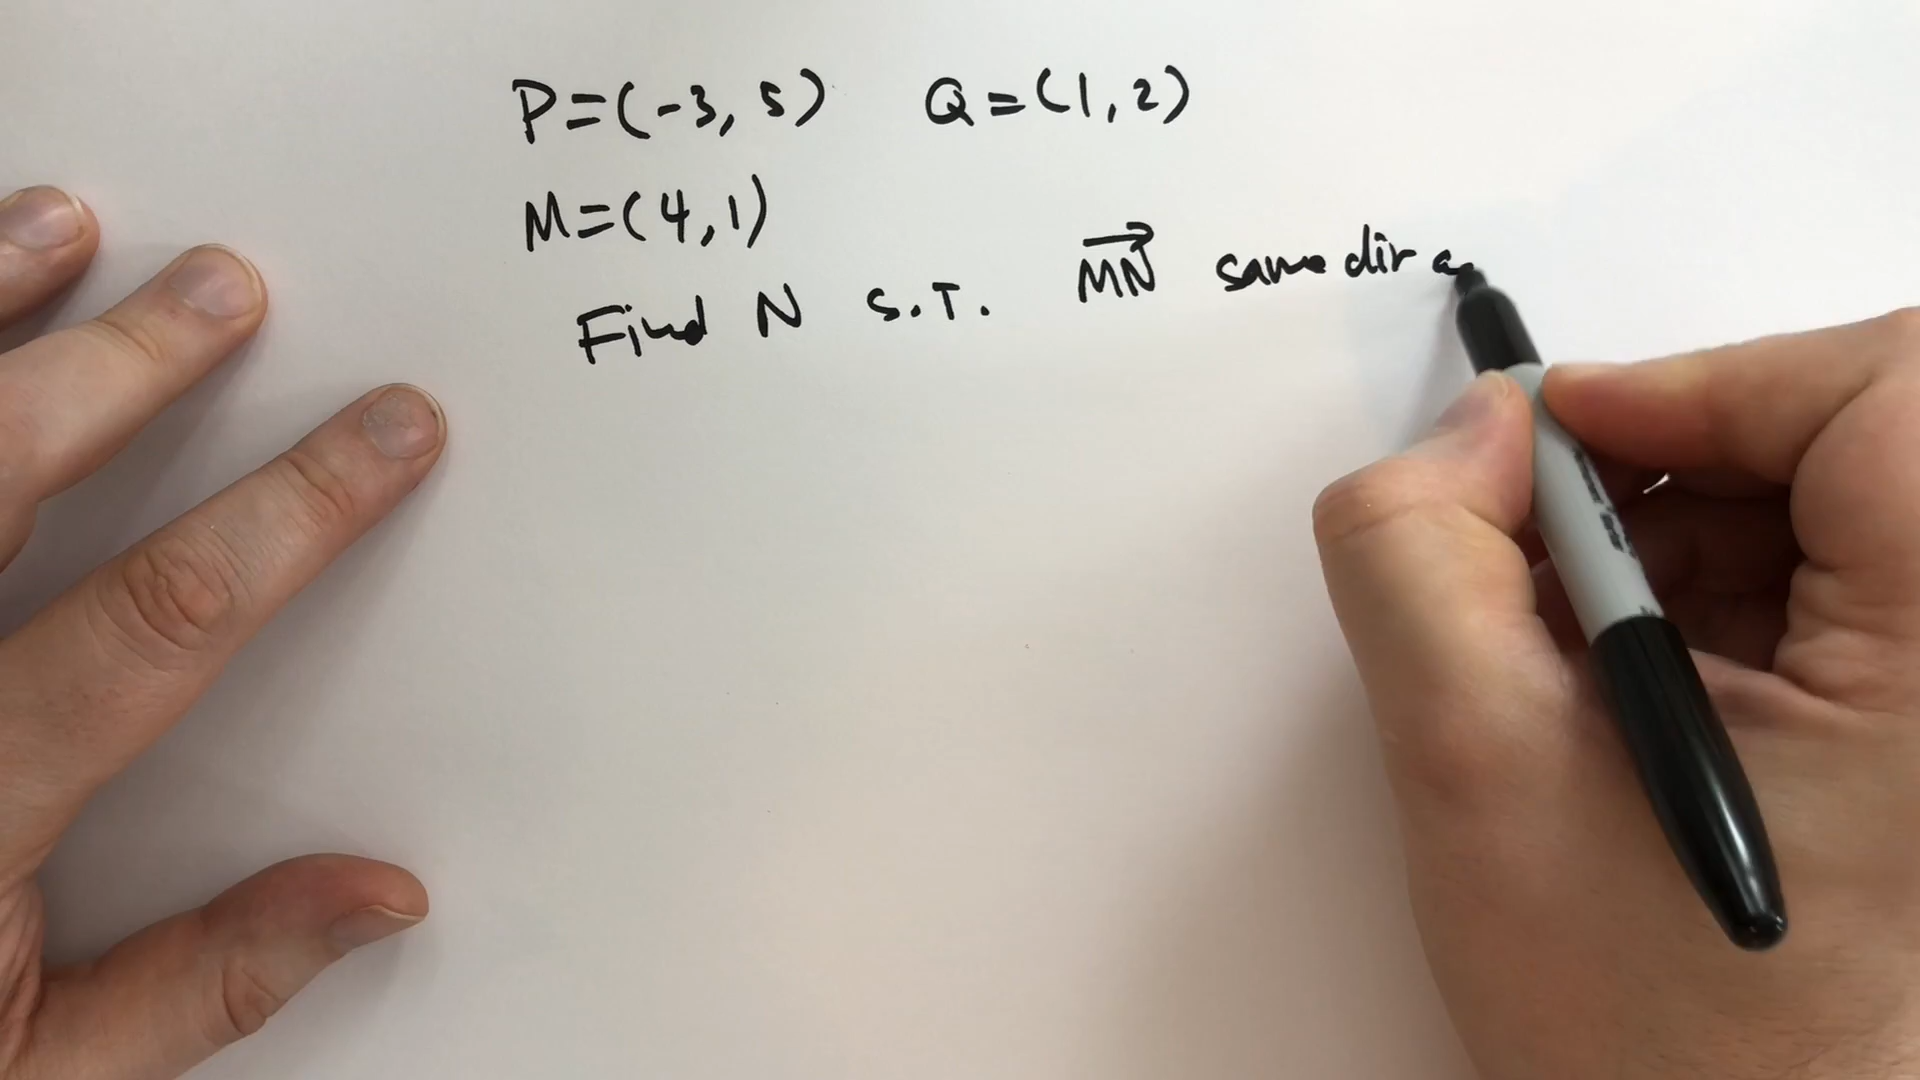 P=(-3, 5) Q=(1,2)
M=(4,1)
Find N s.t. MN same dir